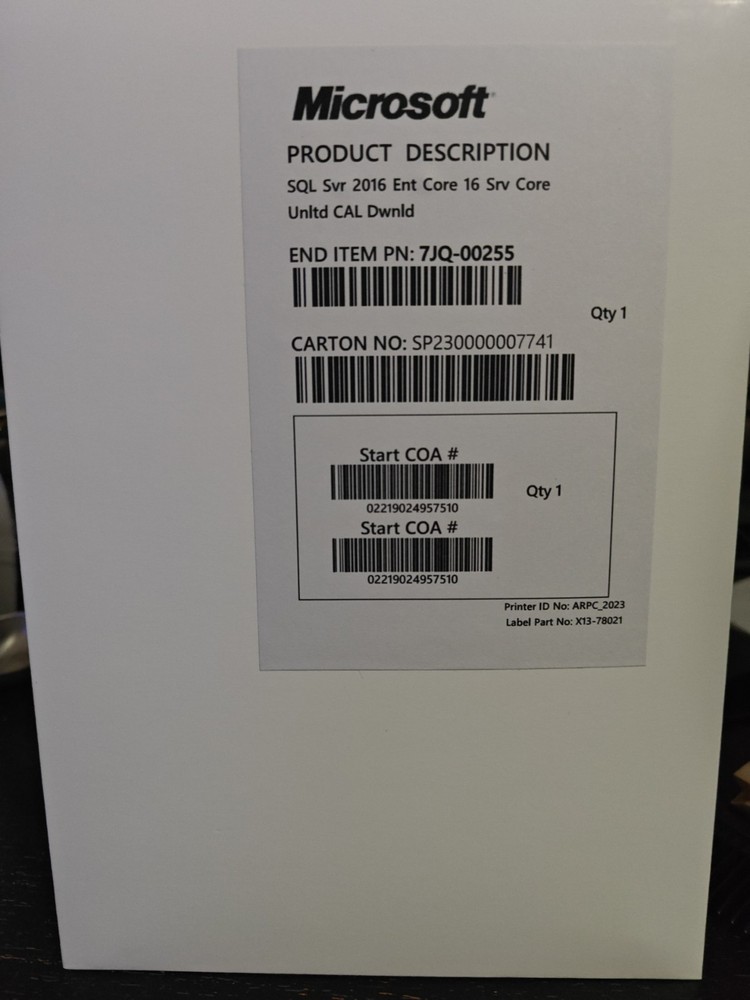 Microsoft
PRODUCT DESCRIPTION
SQL Svr 2016 Ent Core 16 Srv Core
Unltd CAL Dwnld
END ITEM PN: 7JQ-00255
Qty 1
CARTON NO: SP230000007741
Start COA #
Qty 1
02219024957510
Start COA #
02219024957510
Printer ID No: ARPC_2023
Label Part No: X13-78021